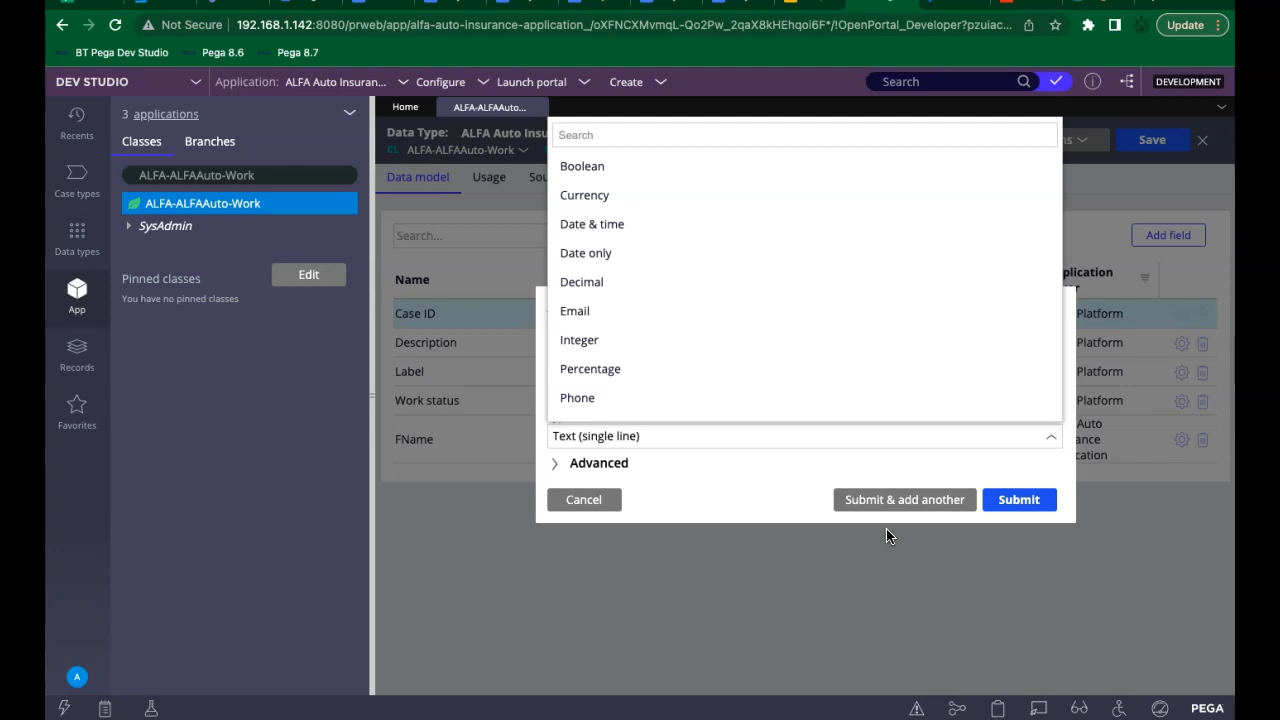 Not Secure 192.168.1.142:8080/prweb/app/alfa-auto-insurance-application_/oXFNCXMvmqL-Qo2Pw_2qaX8kHEhqoi6F*/!OpenPortal_Developer?pzuiac... Update
BT Pega Dev Studio Pega 8.6 Pega 8.7
DEV STUDIO Application: ALFA Auto Insuran... Configure Launch portal Create Search DEVELOPMENT
Recents
Case types
Data types
App
Records
Favorites
A
3 applications
Classes Branches
ALFA-ALFAAuto-Work
ALFA-ALFAAuto-Work
SysAdmin
Pinned classes Edit
You have no pinned classes
Home ALFA-ALFAAuto...
Data Type: ALFA Auto Insu
CL ALFA-ALFAAuto-Work
ns Save
Data model Usage Sou
Search... Add field
Name plication
Case ID Platform
Description Platform
Label Platform
Work status Platform
FName Auto
ance
cation
Search
Boolean
Currency
Date & time
Date only
Decimal
Email
Integer
Percentage
Phone
Text (single line)
Advanced
Cancel Submit & add another Submit
PEGA